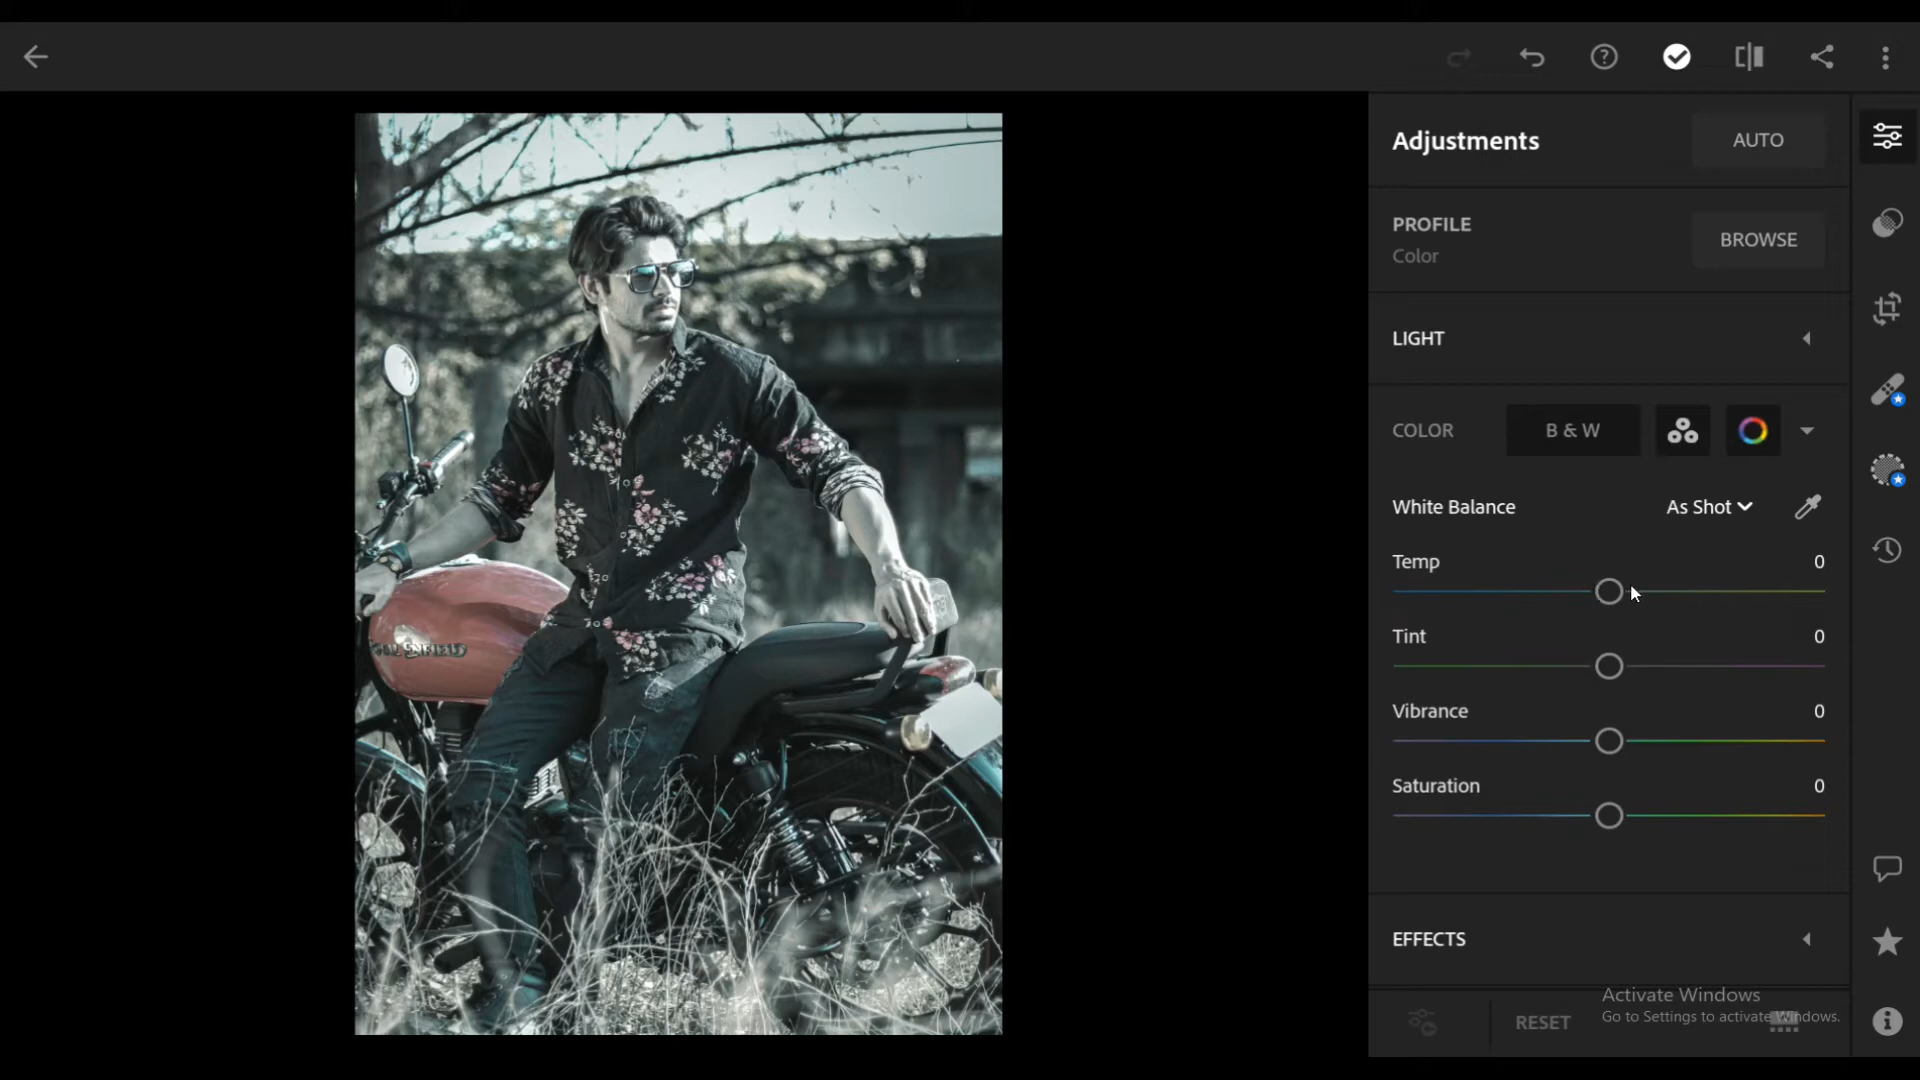 Adjustments
AUTO
PROFILE
Color
BROWSE
LIGHT
COLOR
B & W
White Balance
As Shot
Temp
0
Tint
0
Vibrance
0
Saturation
0
EFFECTS
RESET
Activate Windows
Go to Settings to activate Windows.
ENFIELD